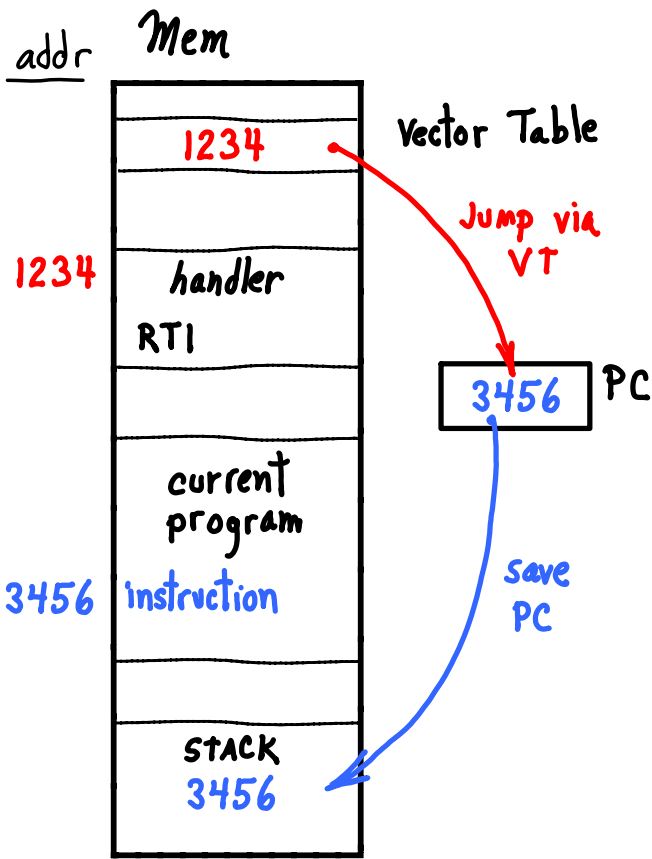 addr
Mem
1234
Vector Table
Jump via
VT
1234
handler
RTI
3456
PC
current
program
3456
instruction
save
PC
STACK
3456